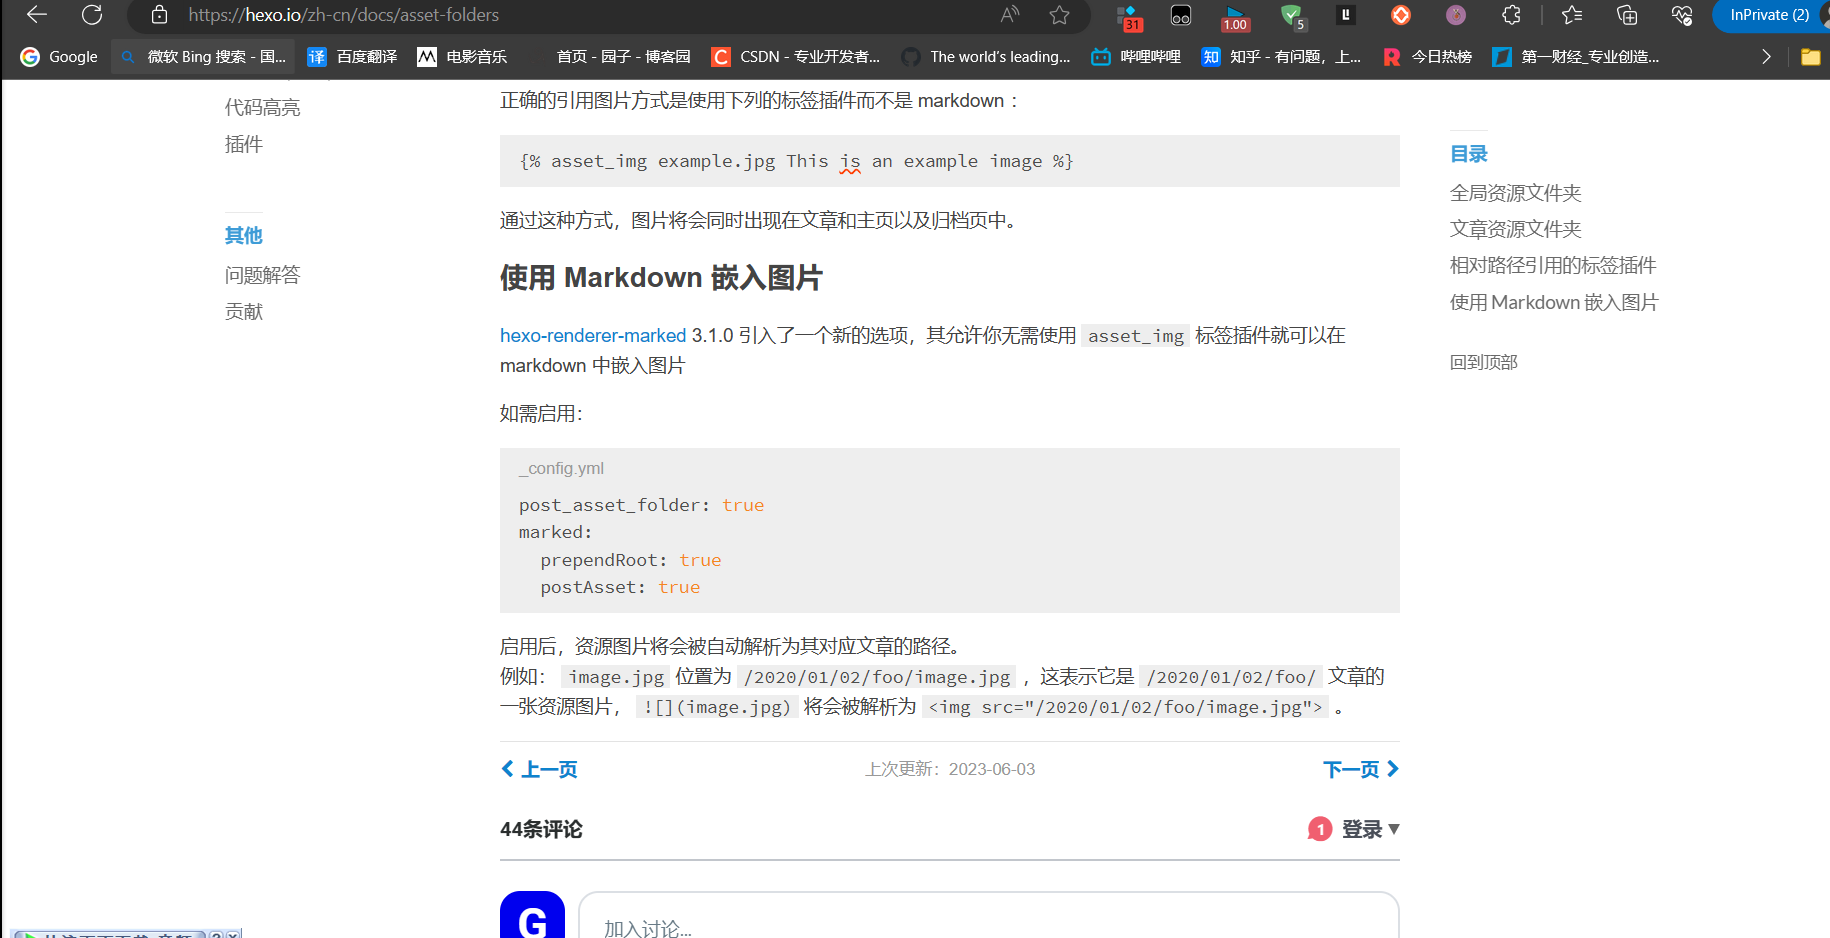 https://hexo.io/zh-cn/docs/asset-folders
31
1.00
5
InPrivate (2)
Google
微软 Bing 搜索 - 国...
译 百度翻译
电影音乐
首页 - 园子 - 博客园
CSDN - 专业开发者...
The world's leading...
哔哩哔哩
知 知乎 - 有问题，上...
今日热榜
第一财经_专业创造...
代码高亮
插件
其他
问题解答
贡献
正确的引用图片方式是使用下列的标签插件而不是 markdown ：
{% asset_img example.jpg This is an example image %}
通过这种方式，图片将会同时出现在文章和主页以及归档页中。
使用 Markdown 嵌入图片
hexo-renderer-marked 3.1.0 引入了一个新的选项，其允许你无需使用 asset_img 标签插件就可以在
markdown 中嵌入图片
如需启用：
_config.yml
post_asset_folder: true
marked:
prependRoot: true
postAsset: true
启用后，资源图片将会被自动解析为其对应文章的路径。
例如： image.jpg 位置为 /2020/01/02/foo/image.jpg ，这表示它是 /2020/01/02/foo/ 文章的
一张资源图片， ![](image.jpg) 将会被解析为 <img src="/2020/01/02/foo/image.jpg"> 。
上一页
上次更新：2023-06-03
下一页
44条评论
1 登录
G
加入讨论...
目录
全局资源文件夹
文章资源文件夹
相对路径引用的标签插件
使用 Markdown 嵌入图片
回到顶部